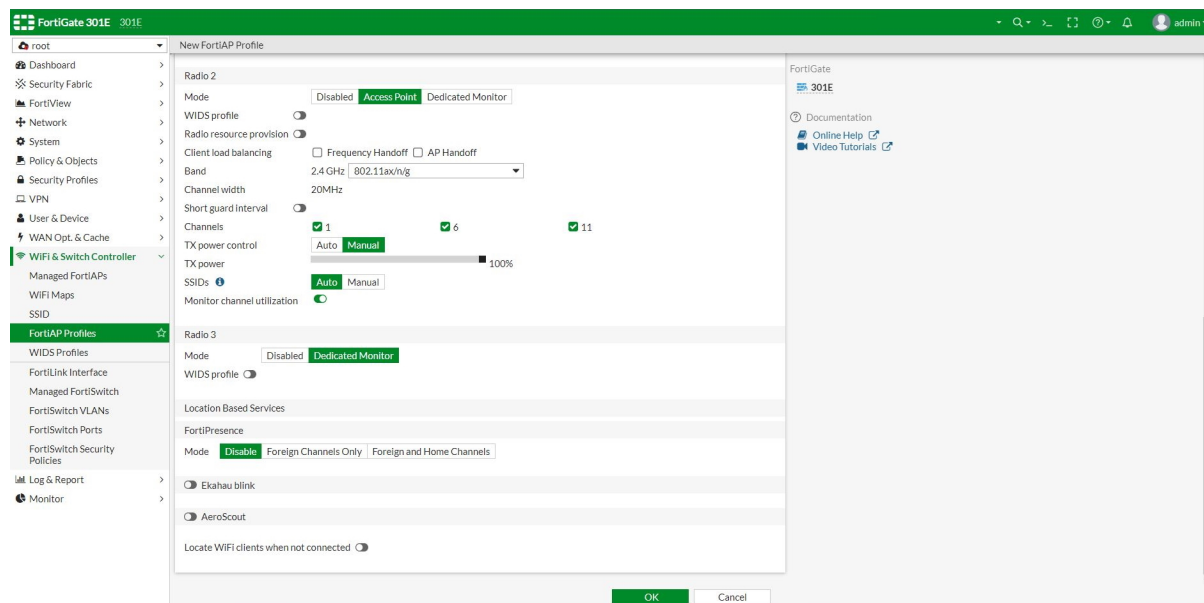 FortiGate 301E 301E
admin
root
New FortiAP Profile
Dashboard
Security Fabric
FortiView
Network
System
Policy & Objects
Security Profiles
VPN
User & Device
WAN Opt. & Cache
WiFi & Switch Controller
Managed FortiAPs
WiFi Maps
SSID
FortiAP Profiles
WIDS Profiles
FortiLink Interface
Managed FortiSwitch
FortiSwitch VLANs
FortiSwitch Ports
FortiSwitch Security
Policies
Log & Report
Monitor
Radio 2
Mode Disabled Access Point Dedicated Monitor
WIDS profile
Radio resource provision
Client load balancing Frequency Handoff AP Handoff
Band 2.4 GHz 802.11ax/n/g
Channel width 20MHz
Short guard interval
Channels 1 6 11
TX power control Auto Manual
TX power 100%
SSIDs Auto Manual
Monitor channel utilization
Radio 3
Mode Disabled Dedicated Monitor
WIDS profile
Location Based Services
FortiPresence
Mode Disable Foreign Channels Only Foreign and Home Channels
Ekahau blink
AeroScout
Locate WiFi clients when not connected
OK Cancel
FortiGate
301E
Documentation
Online Help
Video Tutorials